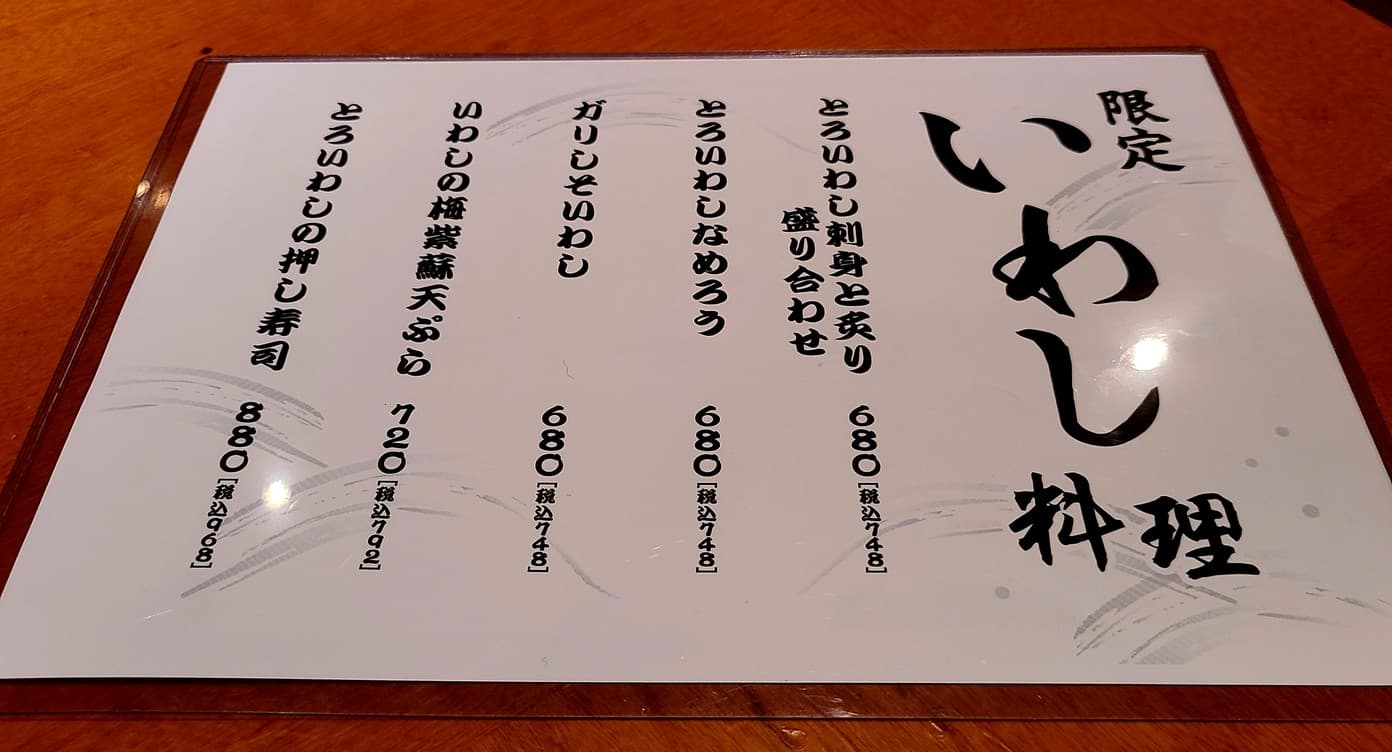 限定
いわし
料理
とろいわし刺身と炙り
盛り合わせ
680[税込748]
とろいわしなめろう
680[税込748]
ガリしそいわし
680[税込748]
いわしの梅紫蘇天ぷら
720[税込792]
とろいわしの押し寿司
880[税込968]